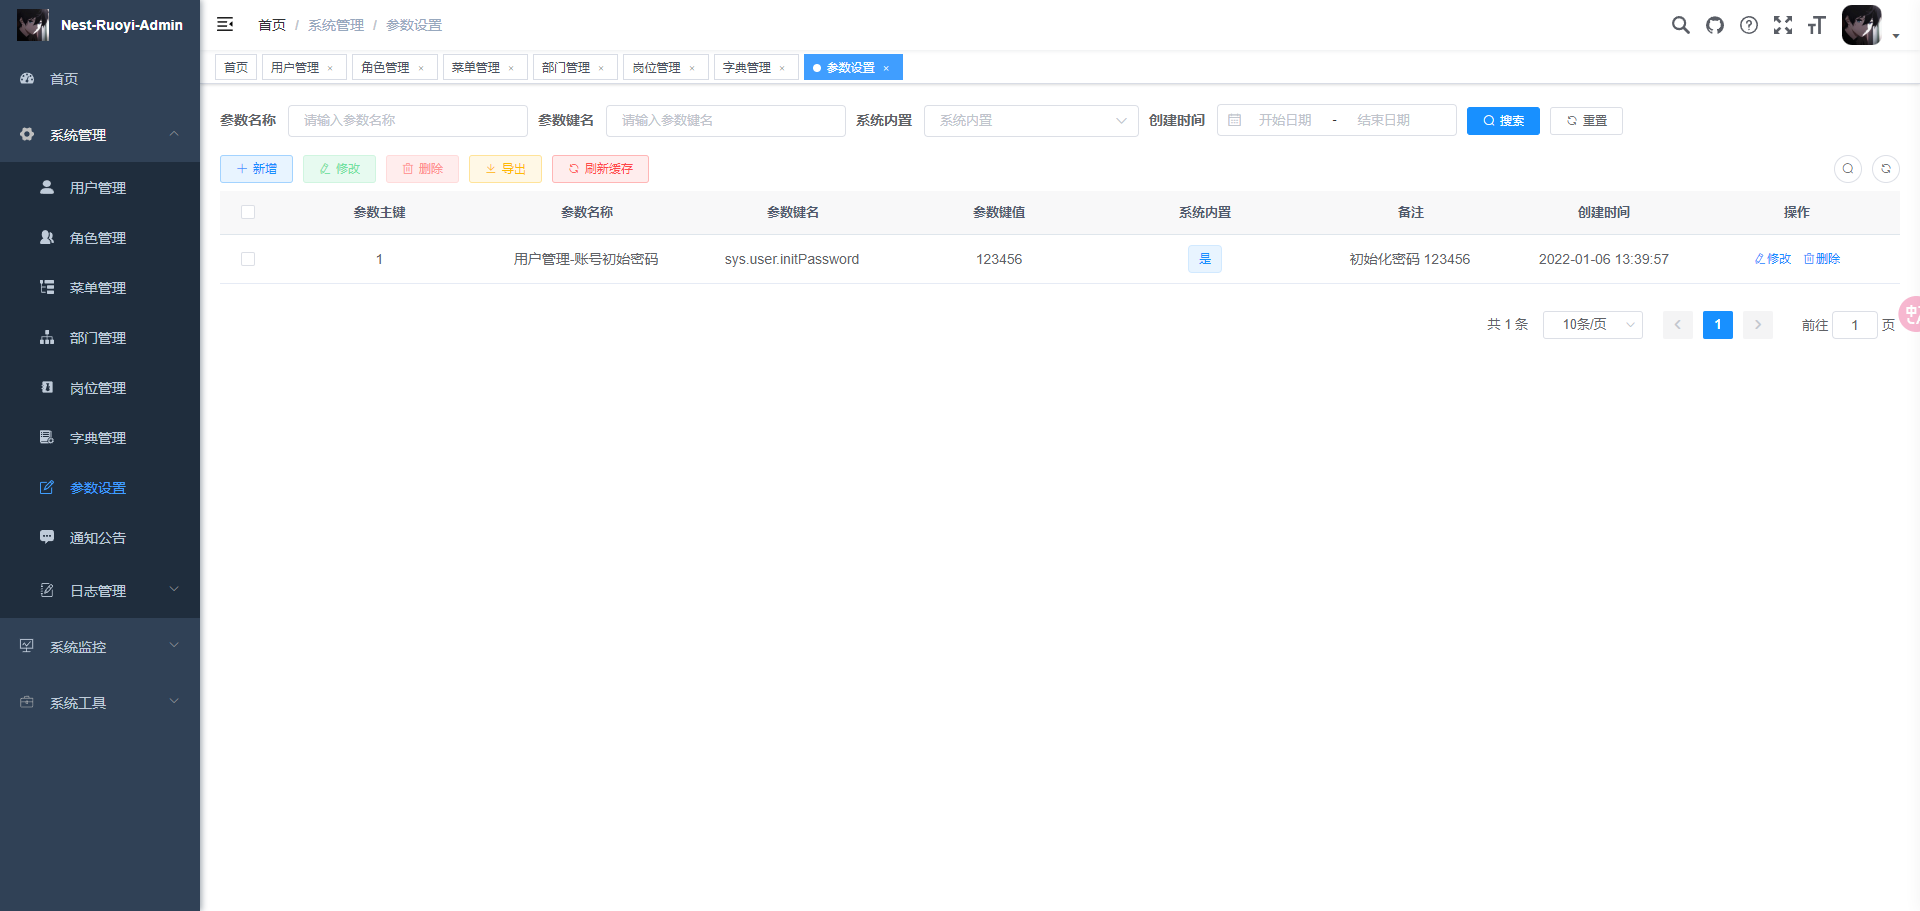 Nest-Ruoyi-Admin
首页
系统管理
用户管理
角色管理
菜单管理
部门管理
岗位管理
字典管理
参数设置
通知公告
日志管理
系统监控
系统工具
首页 / 系统管理 / 参数设置
首页 用户管理 × 角色管理 × 菜单管理 × 部门管理 × 岗位管理 × 字典管理 × 参数设置 ×
参数名称 请输入参数名称 参数键名 请输入参数键名 系统内置 系统内置 创建时间 开始日期 - 结束日期 搜索 重置
新增 修改 删除 导出 刷新缓存
参数主键 参数名称 参数键名 参数键值 系统内置 备注 创建时间 操作
1 用户管理-账号初始密码 sys.user.initPassword 123456 是 初始化密码 123456 2022-01-06 13:39:57 修改 删除
共 1 条 10条/页 < 1 > 前往 1 页